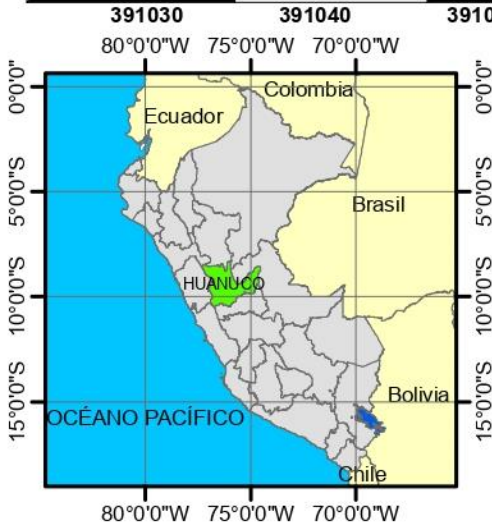 391030 391040 3910
80°0'0"W 75°0'0"W 70°0'0"W
0°0'0" 0°0'0"
Colombia
Ecuador
5°0'0"S 5°0'0"S
Brasil
HUANUCO
10°0'0"S 10°0'0"S
Bolivia
15°0'0"S 15°0'0"S
OCÉANO PACÍFICO
Chile
80°0'0"W 75°0'0"W 70°0'0"W